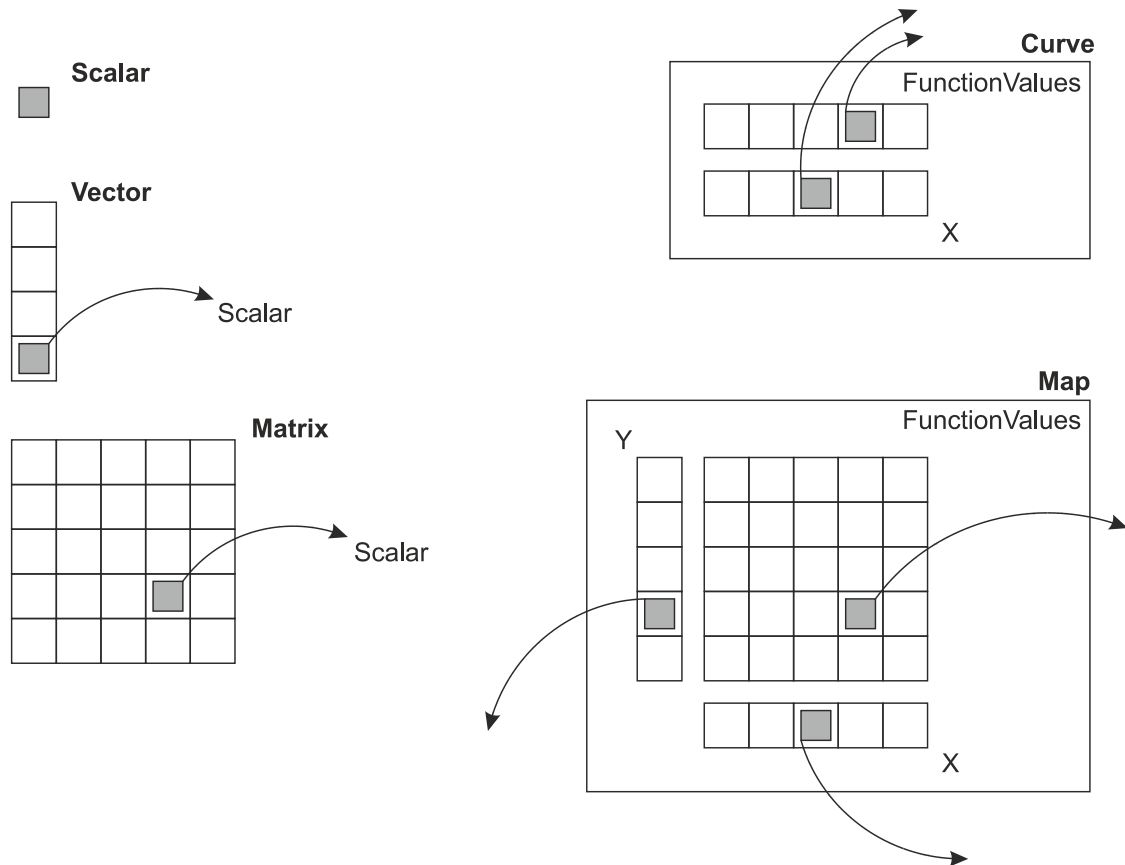 Scalar
Vector
Scalar
Matrix
Scalar
Curve
FunctionValues
X
Map
FunctionValues
Y
X